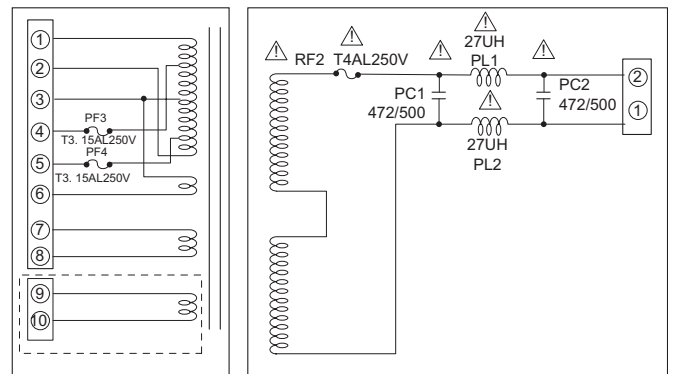 1
2
3
PF3
4
T3. 15AL250V
PF4
5
T3. 15AL250V
6
7
8
9
10
RF2 T4AL250V
27UH
PL1
PC1
472/500
PC2
472/500
27UH
PL2
2
1